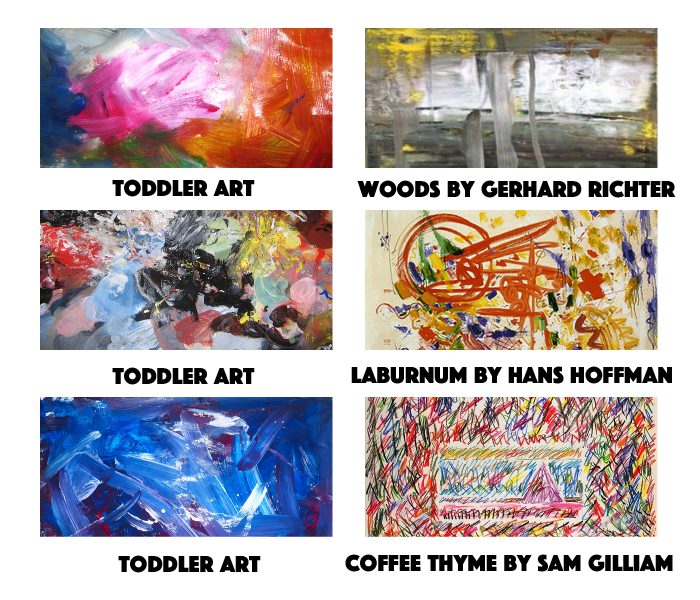 TODDLER ART
WOODS BY GERHARD RICHTER
TODDLER ART
LABURNUM BY HANS HOFFMAN
TODDLER ART
COFFEE THYME BY SAM GILLIAM